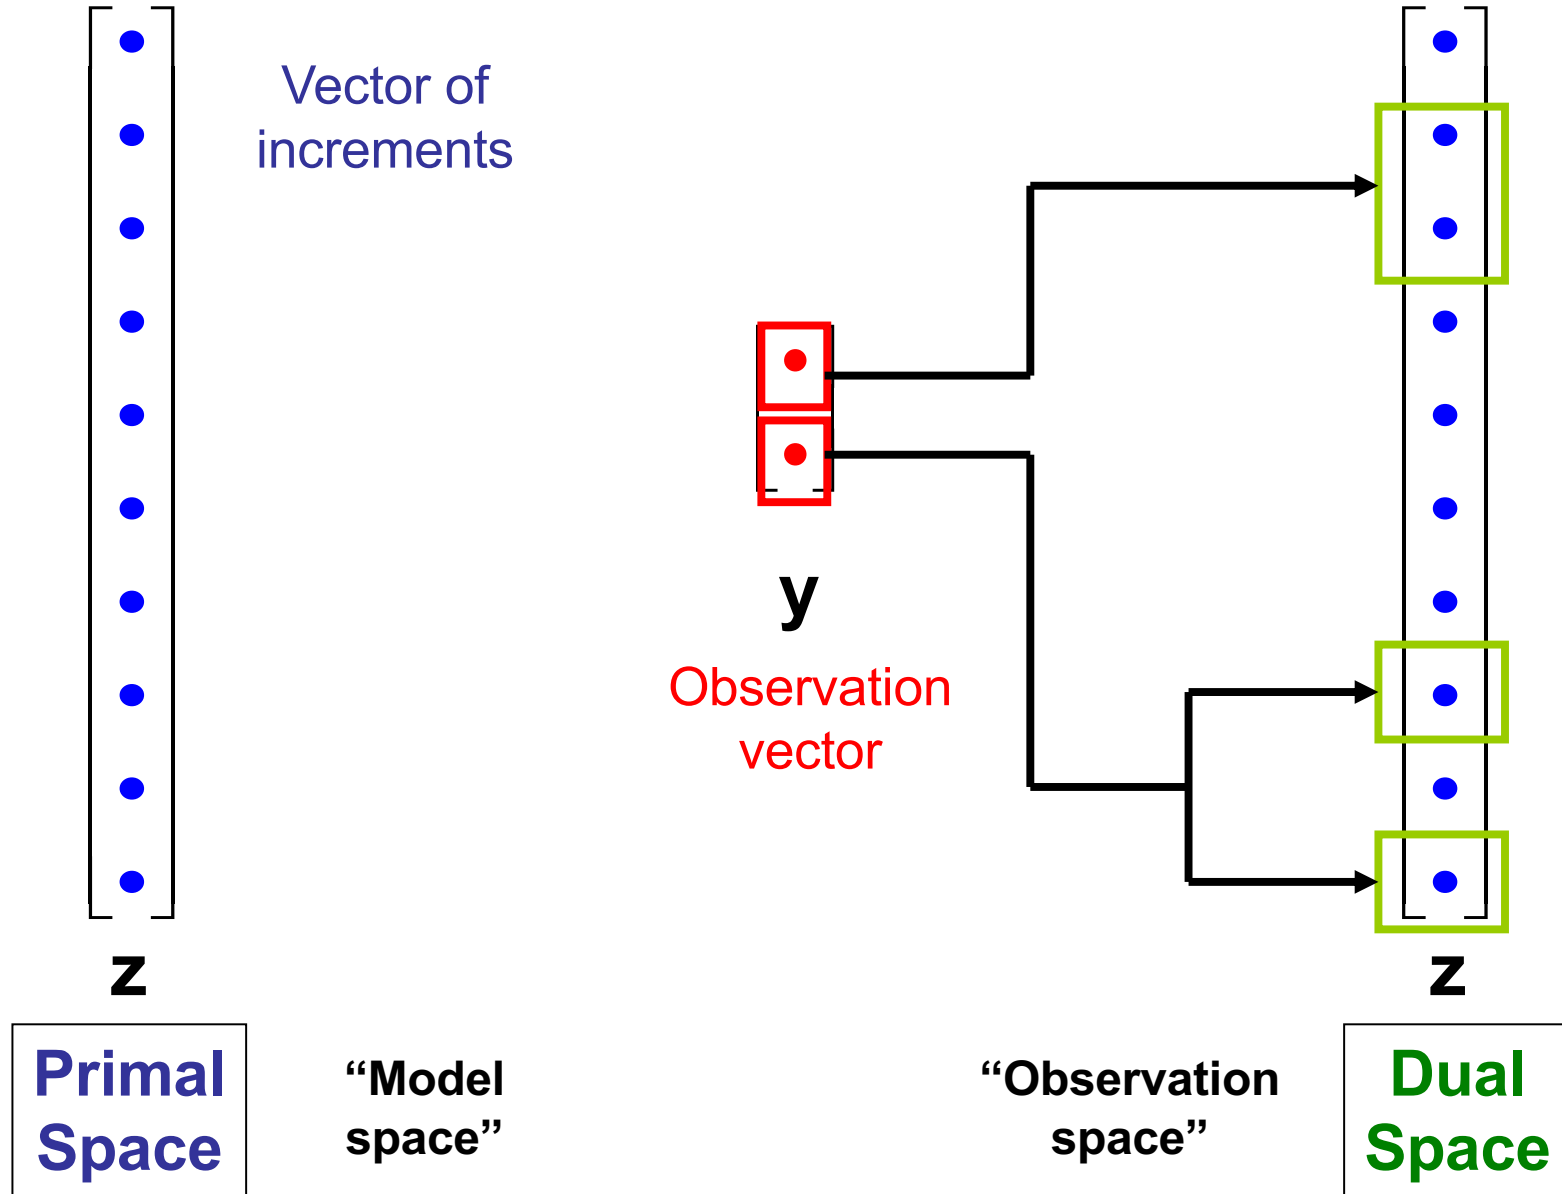 Vector of
increments
y
Observation
vector
z
z
Primal
Space
“Model
space”
“Observation
space”
Dual
Space